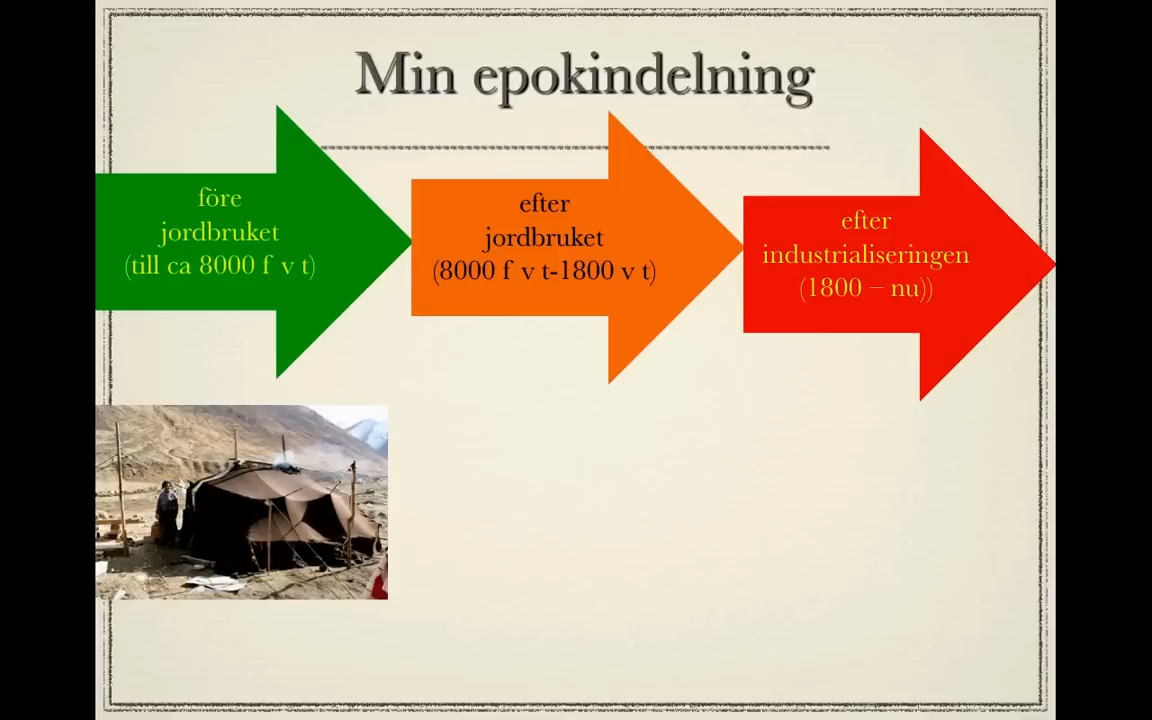 Min epokindelning
före
jordbruket
(till ca 8000 f v t)
efter
jordbruket
(8000 f v t-1800 v t)
efter
industrialiseringen
(1800 – nu))